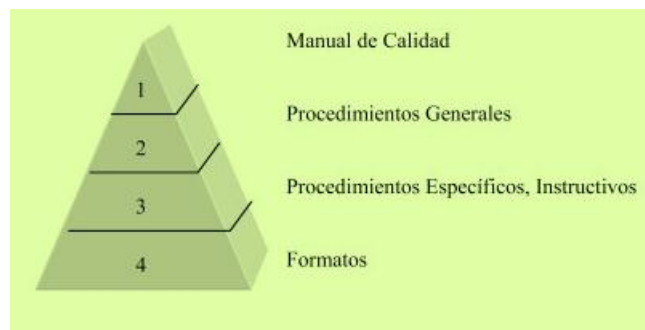 Manual de Calidad
1
Procedimientos Generales
2
Procedimientos Específicos, Instructivos
3
Formatos
4